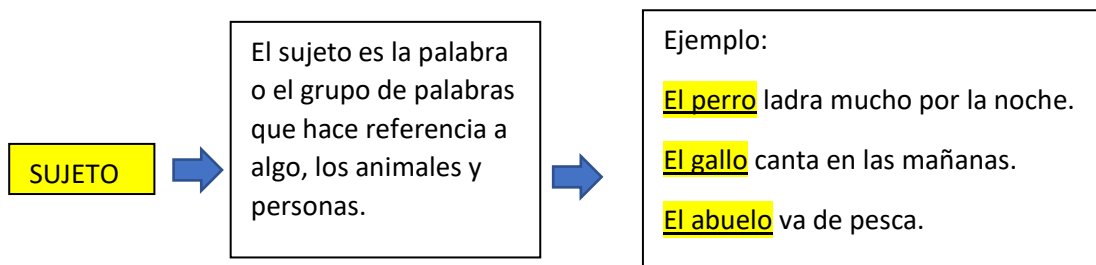 SUJETO
El sujeto es la palabra
o el grupo de palabras
que hace referencia a
algo, los animales y
personas.
Ejemplo:
El perro ladra mucho por la noche.
El gallo canta en las mañanas.
El abuelo va de pesca.